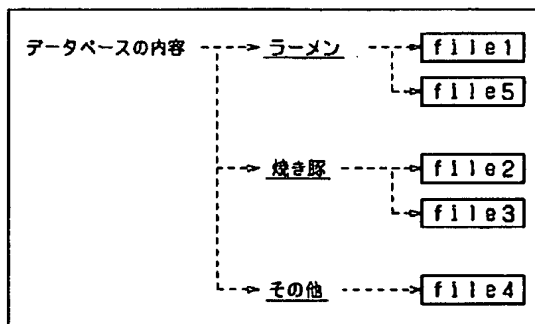 データベースの内容 ラーメン file1
file5
焼き豚 file2
file3
その他 file4